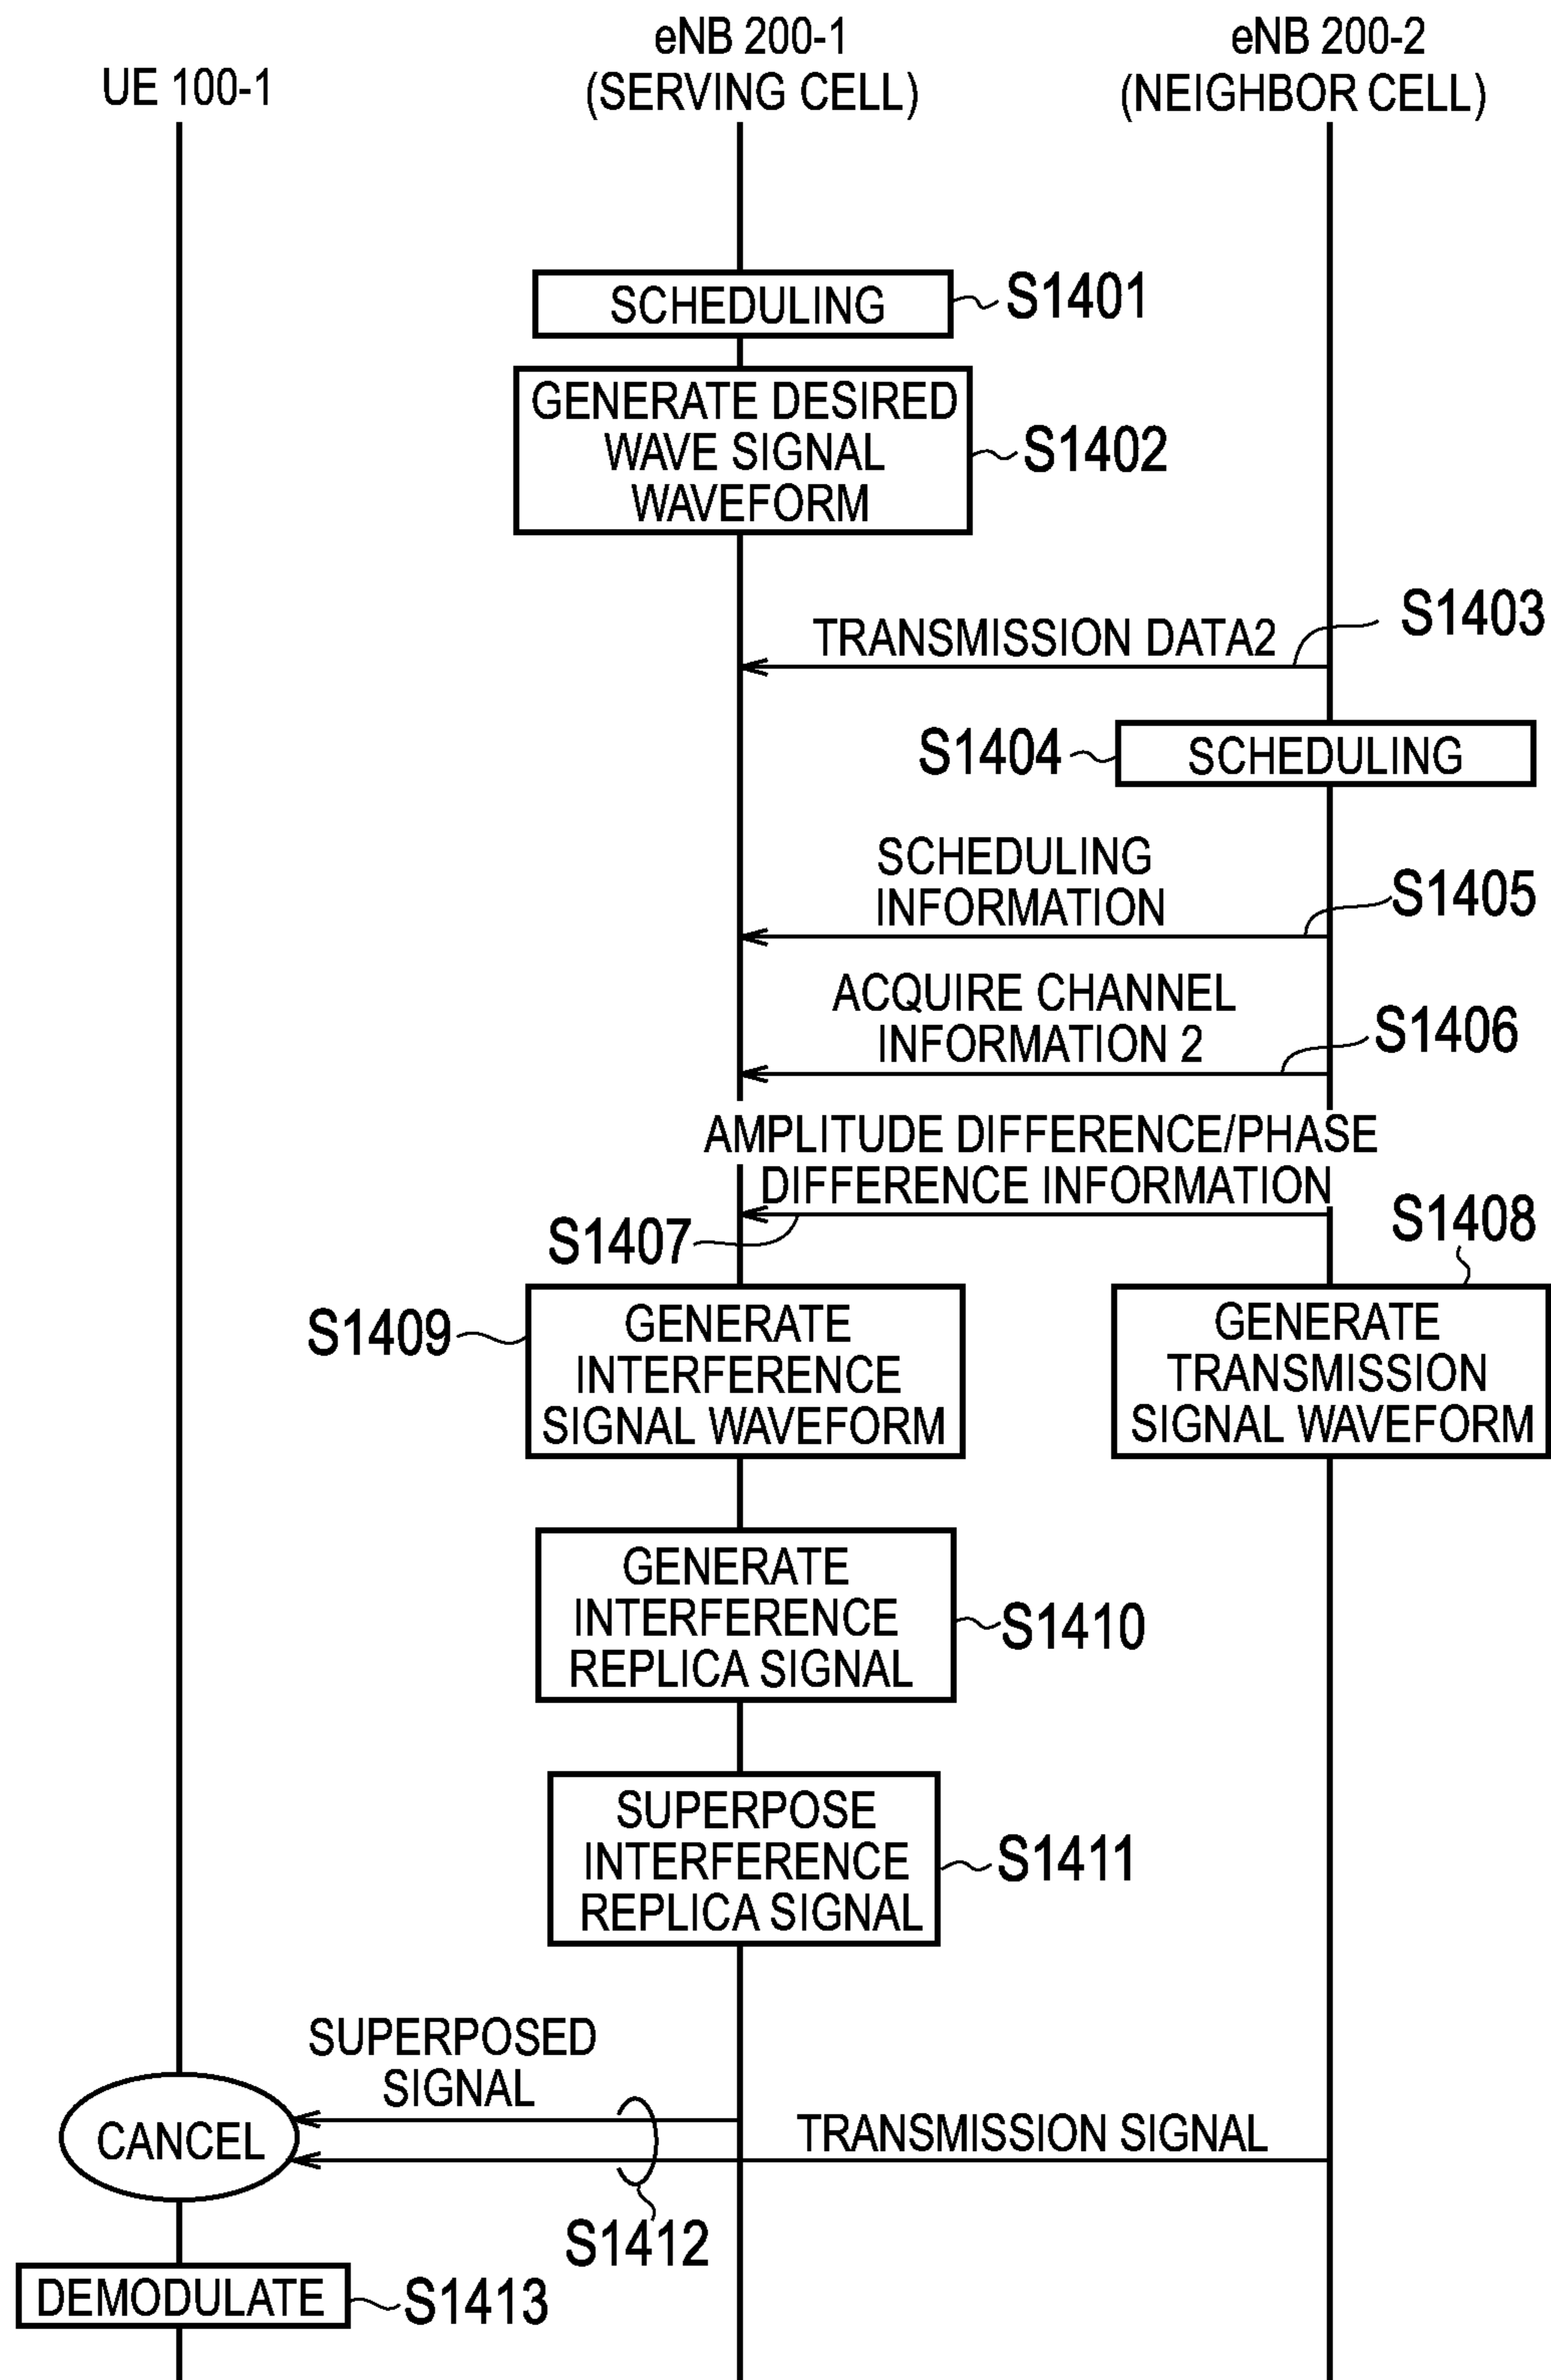 UE 100-1
eNB 200-1
(SERVING CELL)
eNB 200-2
(NEIGHBOR CELL)
SCHEDULING
S1401
GENERATE DESIRED
WAVE SIGNAL
WAVEFORM
S1402
TRANSMISSION DATA2
S1403
S1404
SCHEDULING
SCHEDULING
INFORMATION
S1405
ACQUIRE CHANNEL
INFORMATION 2
S1406
AMPLITUDE DIFFERENCE/PHASE
DIFFERENCE INFORMATION
S1407
S1408
S1409
GENERATE
INTERFERENCE
SIGNAL WAVEFORM
GENERATE
TRANSMISSION
SIGNAL WAVEFORM
GENERATE
INTERFERENCE
REPLICA SIGNAL
S1410
SUPERPOSE
INTERFERENCE
REPLICA SIGNAL
S1411
SUPERPOSED
SIGNAL
CANCEL
TRANSMISSION SIGNAL
S1412
DEMODULATE
S1413